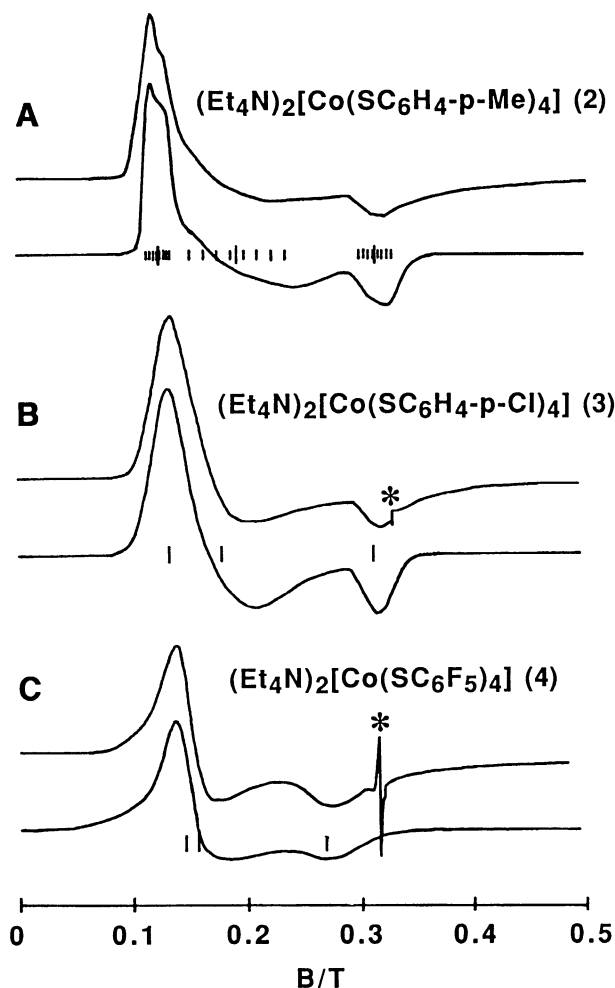 A
(Et4N)2[Co(SC6H4-p-Me)4] (2)
B
(Et4N)2[Co(SC6H4-p-Cl)4] (3)
*
C
(Et4N)2[Co(SC6F5)4] (4)
*
0 0.1 0.2 0.3 0.4 0.5
B/T